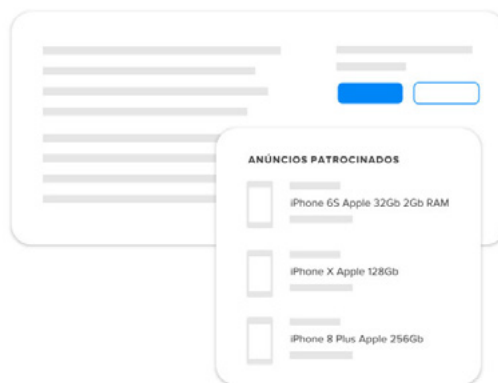 ANÚNCIOS PATROCINADOS
iPhone 6S Apple 32Gb 2Gb RAM
iPhone X Apple 128Gb
iPhone 8 Plus Apple 256Gb